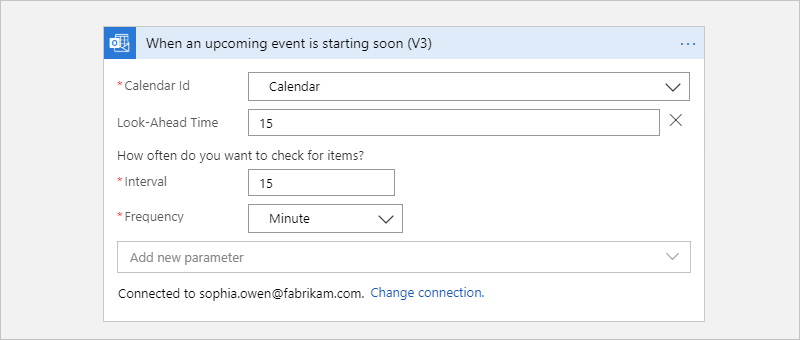 When an upcoming event is starting soon (V3)
* Calendar Id Calendar
Look-Ahead Time 15
How often do you want to check for items?
* Interval 15
* Frequency Minute
Add new parameter
Connected to sophia.owen@fabrikam.com. Change connection.